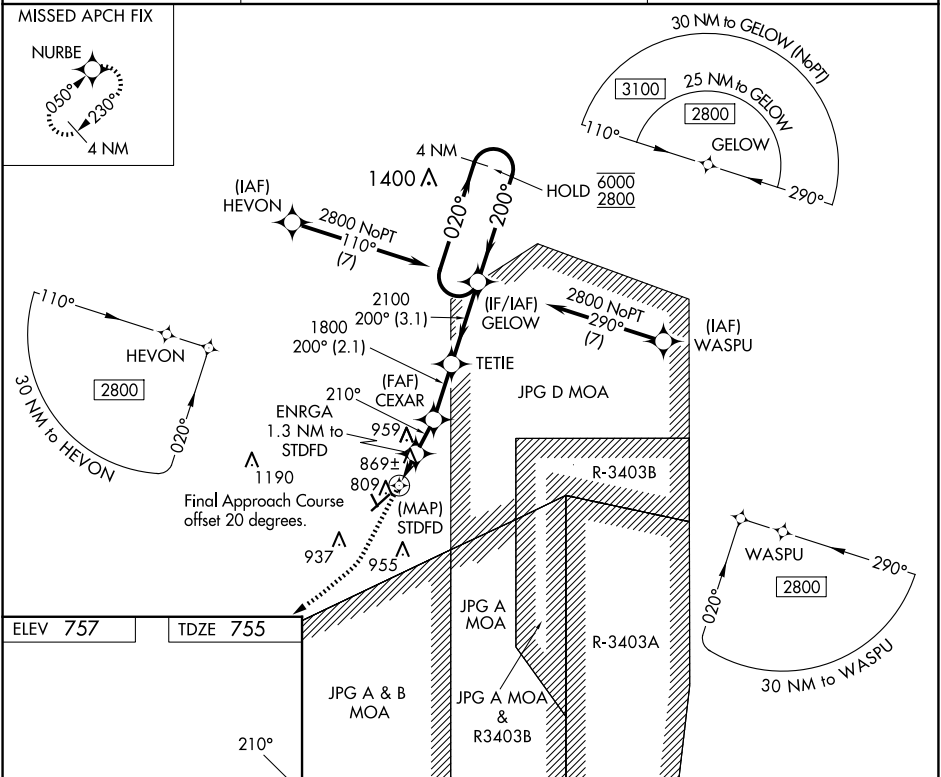 MISSED APCH FIX
NURBE
050°
230°
4 NM
30 NM to GELOW (NoPT)
3100
25 NM to GELOW
2800
GELOW
110°
290°
4 NM
1400
HOLD 6000
2800
020°
200°
(IAF)
HEVON
2800 NoPT
110°
(7)
2100
200° (3.1)
(IF/IAF)
GELOW
2800 NoPT
290°
(7)
(IAF)
WASPU
1800
200° (2.1)
TETIE
110°
HEVON
2800
020°
30 NM to HEVON
(FAF)
CEXAR
210°
JPG D MOA
ENRGA
1.3 NM to
STDFD
959
869±
809
1190
Final Approach Course
offset 20 degrees.
(MAP)
STDFD
R-3403B
937
955
WASPU
290°
2800
020°
30 NM to WASPU
JPG A
MOA
R-3403A
ELEV 757
TDZE 755
JPG A & B
MOA
JPG A MOA
&
R3403B
210°